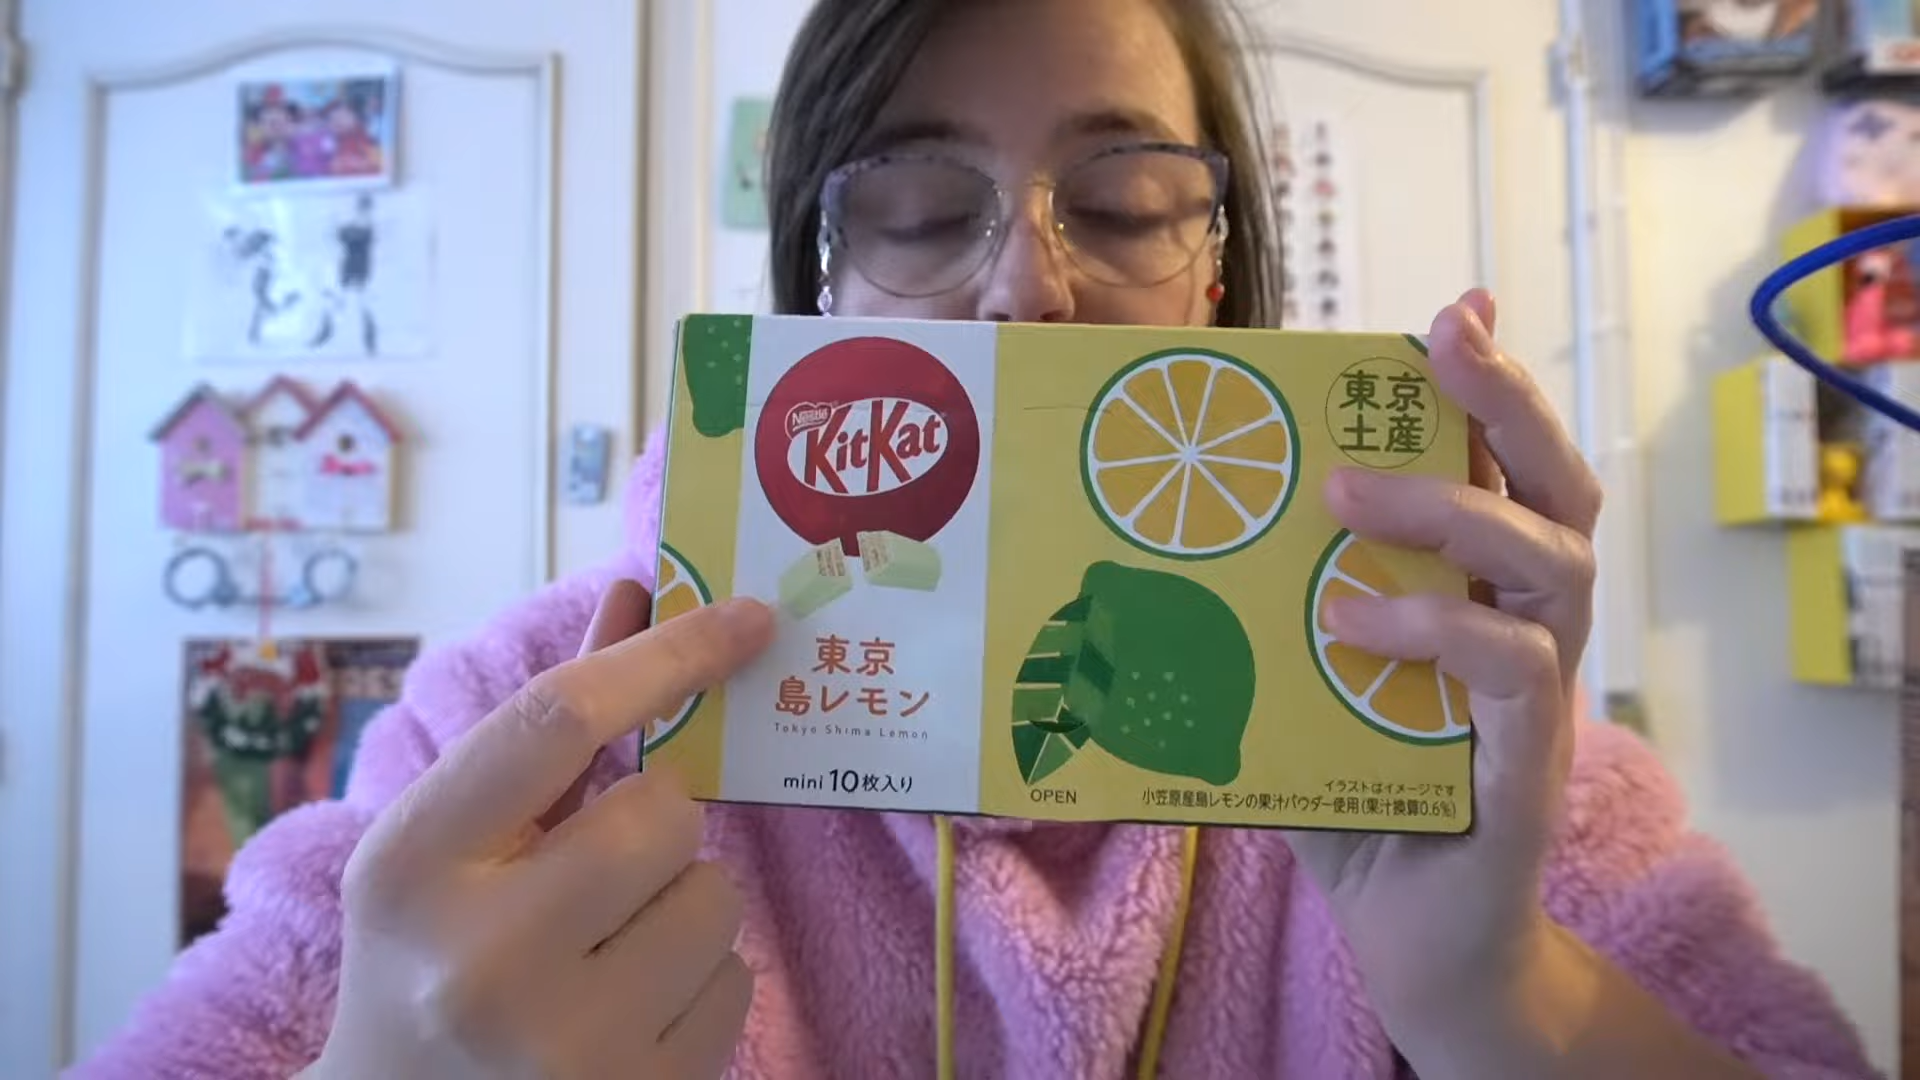 Nestlé
KitKat
東京
島レモン
Tokyo Shima Lemon
mini 10枚入り
東京
土産
OPEN
イラストはイメージです
小笠原産島レモンの果汁パウダー使用(果汁換算0.6%)